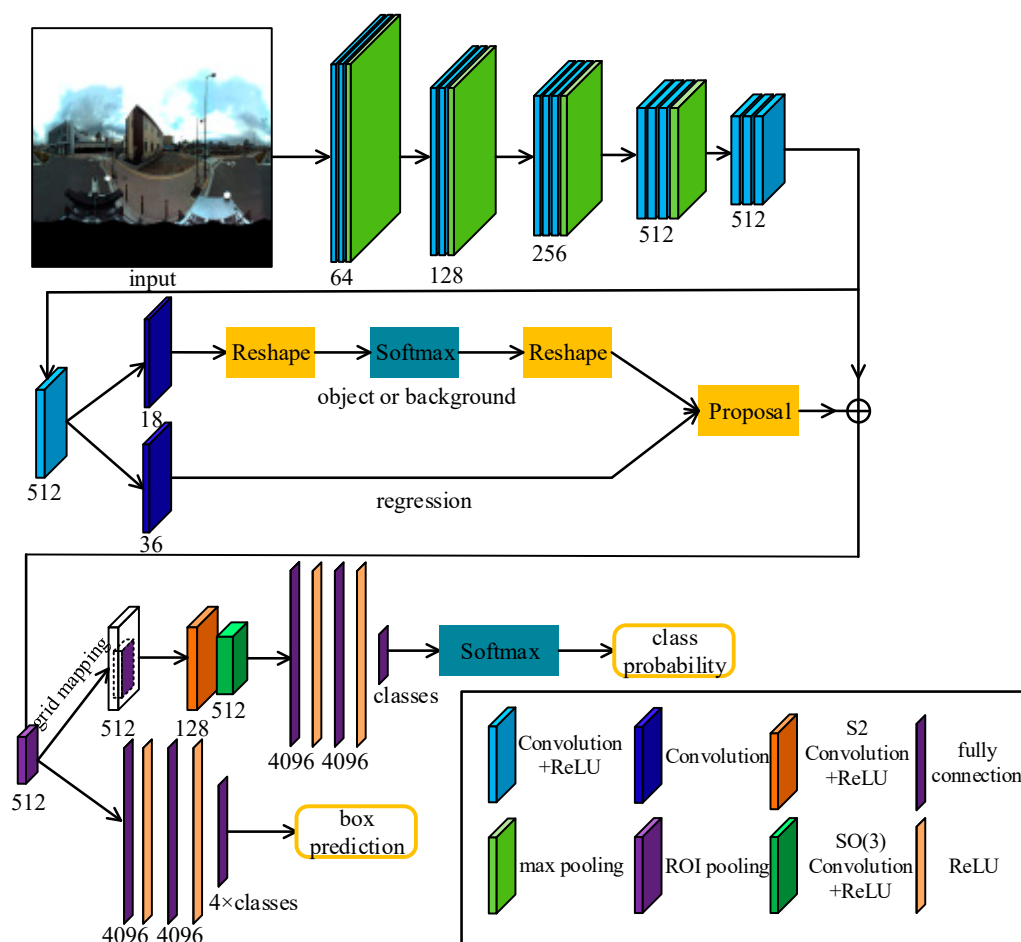 input
64
128
256
512
512
Reshape
Softmax
Reshape
object or background
Proposal
18
512
regression
36
grid mapping
512
128
512
classes
Softmax
class
probability
4096
4096
512
box
prediction
4×classes
4096
4096
Convolution
+ReLU
Convolution
S2
Convolution
+ReLU
fully
connection
max pooling
ROI pooling
SO(3)
Convolution
+ReLU
ReLU